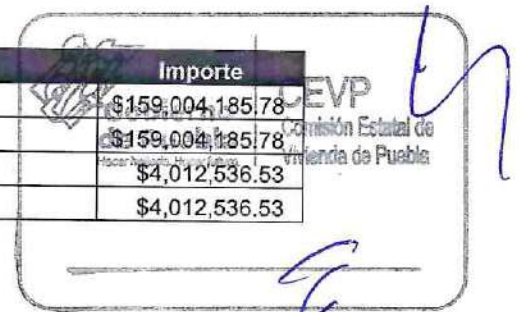 Importe
$159,004,185.78
$159,004,185.78
$4,012,536.53
$4,012,536.53
CEVP
Comisión Estatal de
Vivienda de Puebla